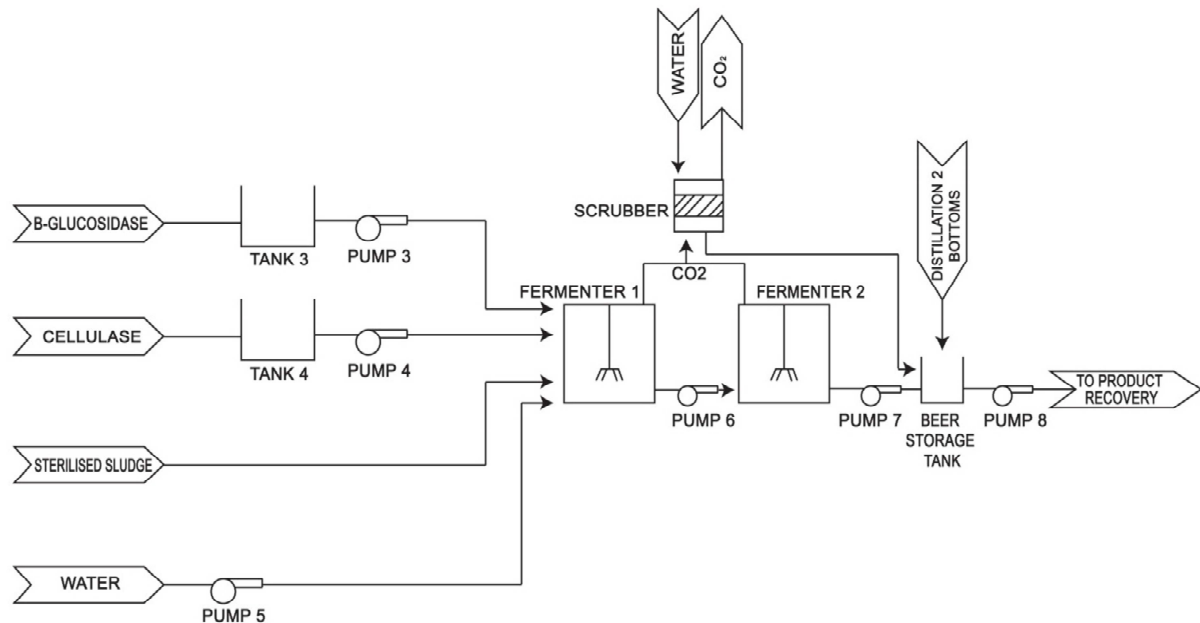 WATER
CO₂
DISTILLATION 2
BOTTOMS
SCRUBBER
B-GLUCOSIDASE
TANK 3
PUMP 3
CO2
FERMENTER 1
FERMENTER 2
CELLULASE
TANK 4
PUMP 4
PUMP 6
PUMP 7
BEER
STORAGE
TANK
PUMP 8
TO PRODUCT
RECOVERY
STERILISED SLUDGE
WATER
PUMP 5